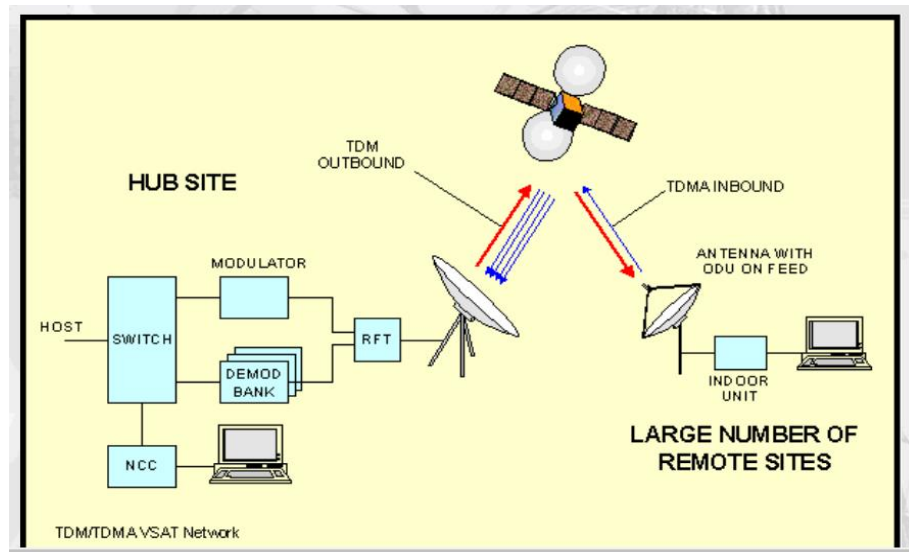 TDM
OUTBOUND
HUB SITE
TDMA INBOUND
MODULATOR
ANTENNA WITH
ODU ON FEED
HOST
SWITCH
RFT
DEMOD
BANK
INDOOR
UNIT
NCC
LARGE NUMBER OF
REMOTE SITES
TDM/TDMA VSAT Network